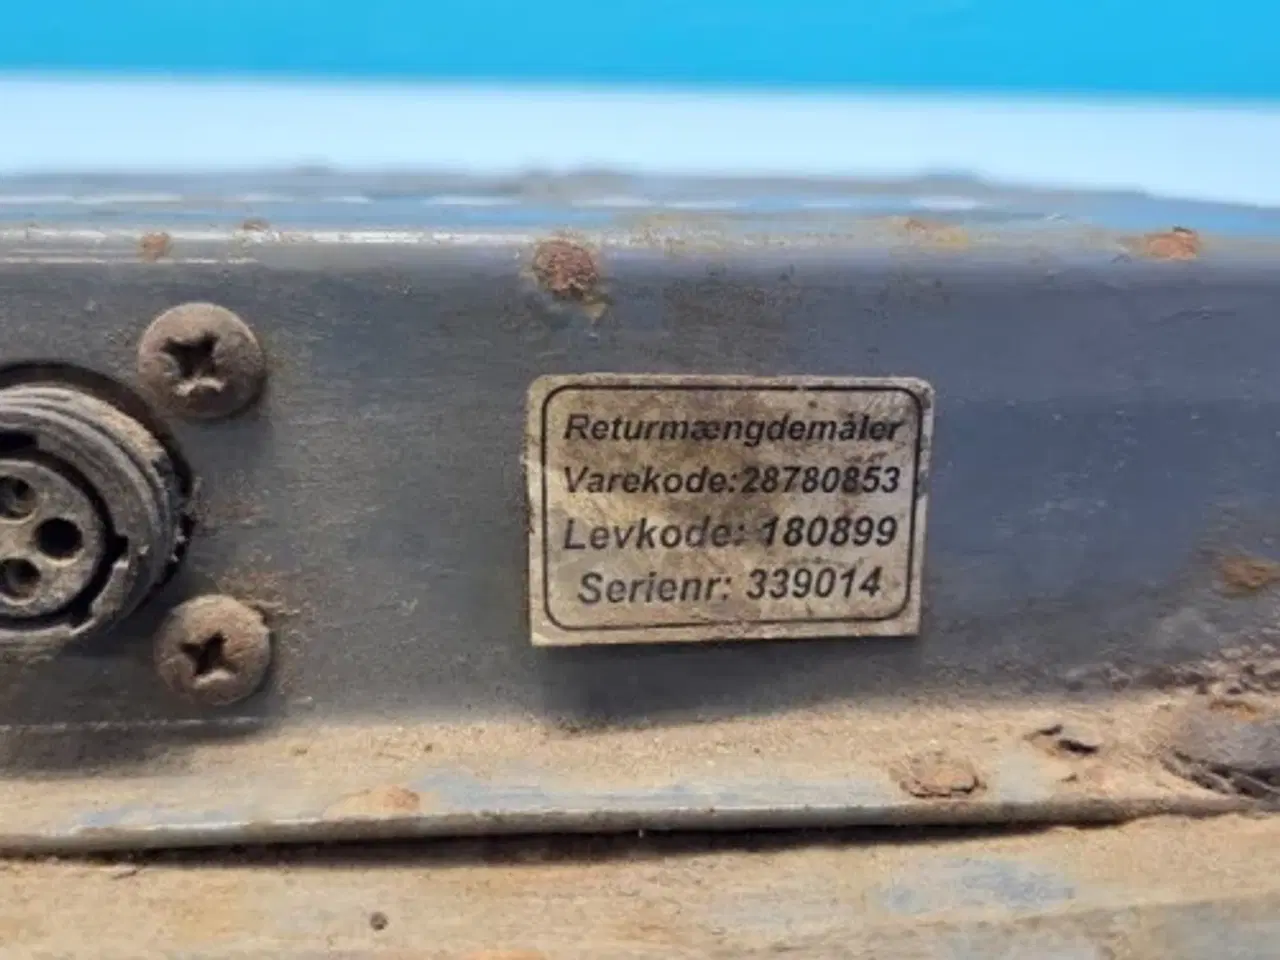 Returmængdemåler
Varekode:28780853
Levkode: 180899
Serienr: 339014